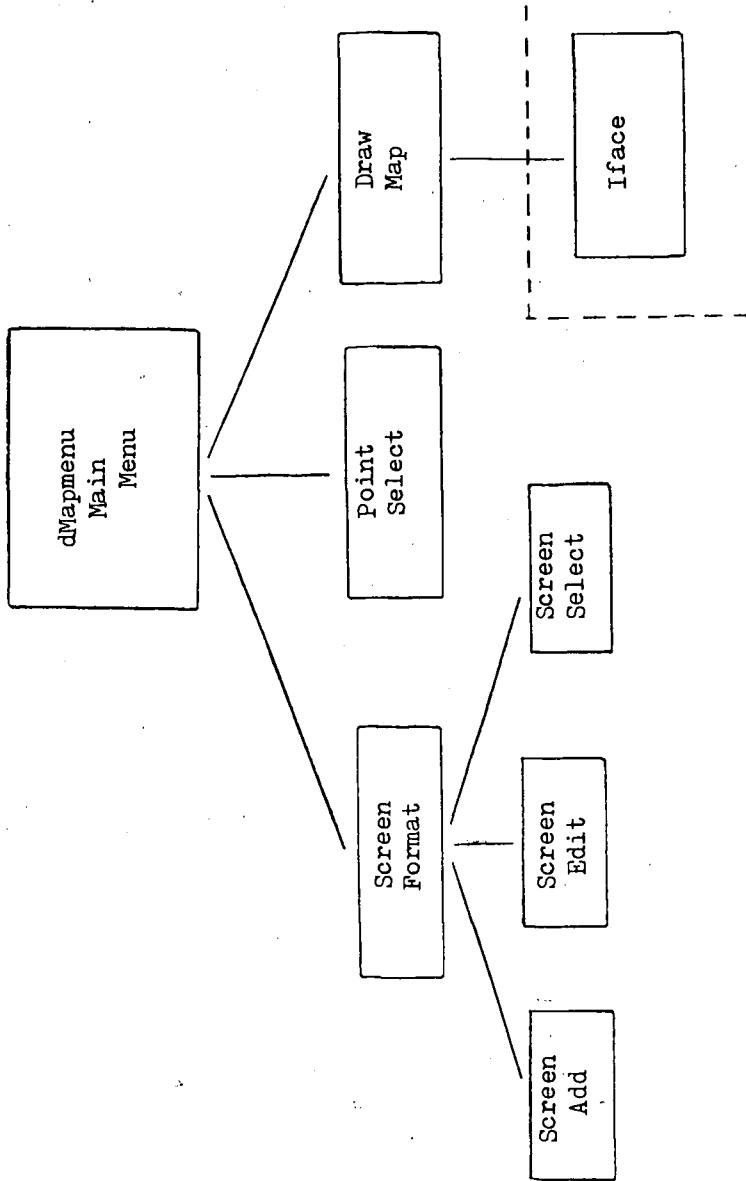 dMapmenu
Main
Menu
Screen
Format
Point
Select
Draw
Map
Screen
Add
Screen
Edit
Screen
Select
Iface